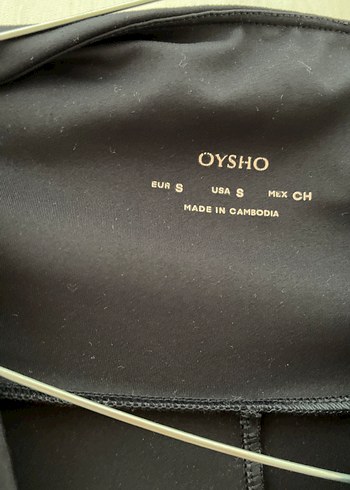 OYSHO
EUR S USA S MEX CH
MADE IN CAMBODIA